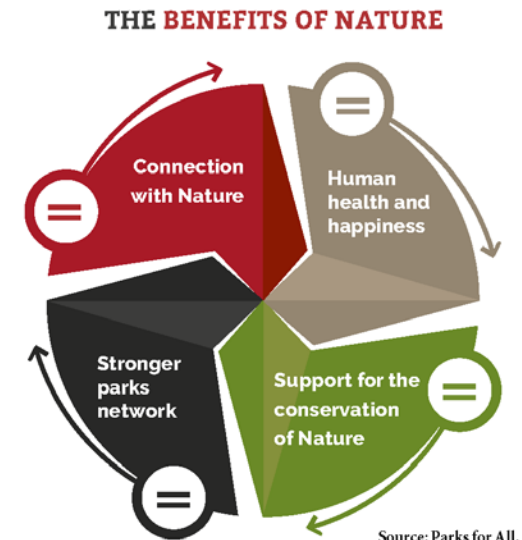 THE BENEFITS OF NATURE
Connection
with Nature
Human
health and
happiness
Support for the
conservation
of Nature
Stronger
parks
network
Source: Parks for All.